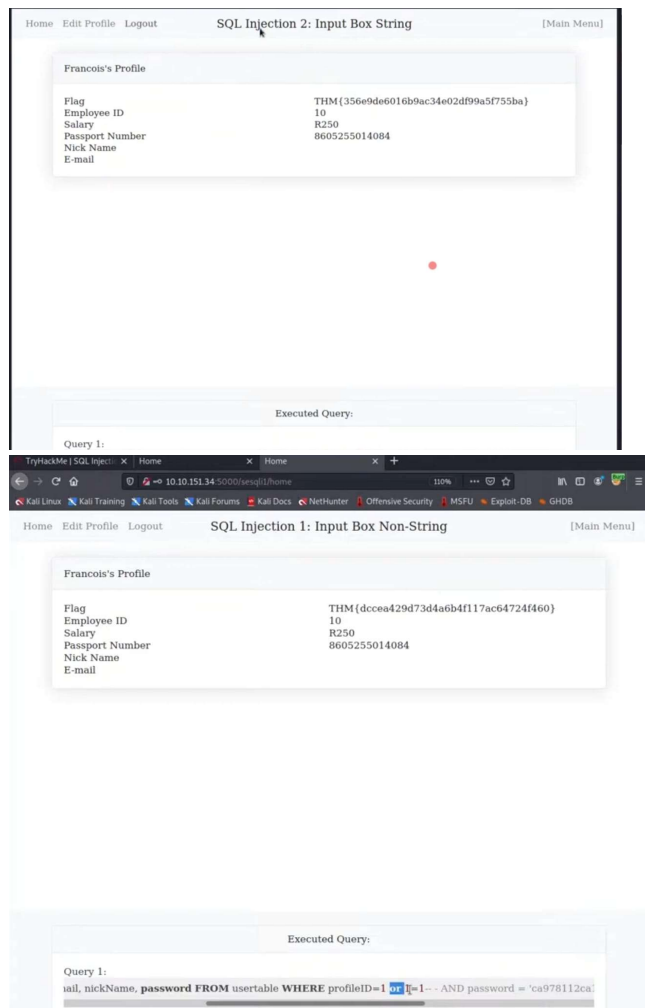 Home Edit Profile Logout SQL Injection 2: Input Box String [Main Menu]
Francois's Profile
Flag THM{356e9de6016b9ac34e02df99a5f755ba}
Employee ID 10
Salary R250
Passport Number 8605255014084
Nick Name
E-mail
Executed Query:
Query 1:
TryHackMe | SQL Injecti Home Home
10.10.151.34:5000/sesqli1/home 110%
Kali Linux Kali Training Kali Tools Kali Forums Kali Docs NetHunter Offensive Security MSFU Exploit-DB GHDB
Home Edit Profile Logout SQL Injection 1: Input Box Non-String [Main Menu]
Francois's Profile
Flag THM{dccea429d73d4a6b4f117ac64724f460}
Employee ID 10
Salary R250
Passport Number 8605255014084
Nick Name
E-mail
Executed Query:
Query 1:
ail, nickName, password FROM usertable WHERE profileID=1 or 1=1-- - AND password = 'ca978112ca1